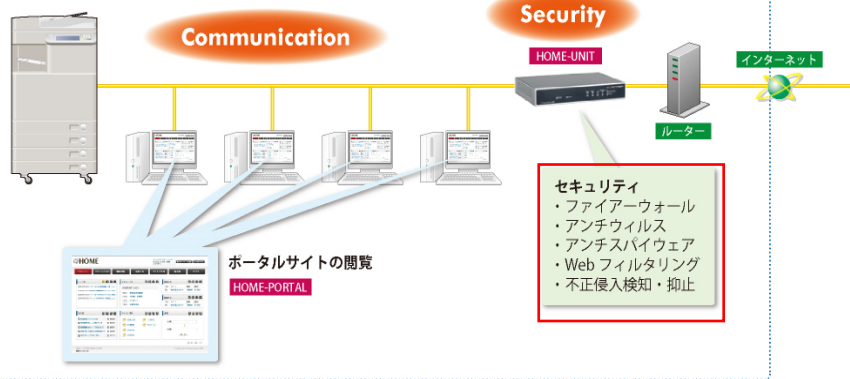 Communication
Security
HOME-UNIT
インターネット
ルーター
セキュリティ
・ファイアーウォール
・アンチウィルス
・アンチスパイウェア
・Web フィルタリング
・不正侵入検知・抑止
HOME
ポータルサイトの閲覧
HOME-PORTAL